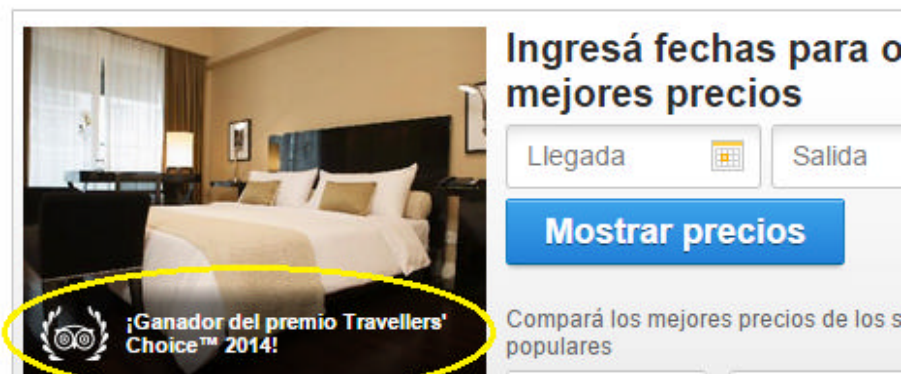 Ingresá fechas para o
mejores precios
Llegada
Salida
Mostrar precios
¡Ganador del premio Travellers'
Choice™ 2014!
Compará los mejores precios de los s
populares